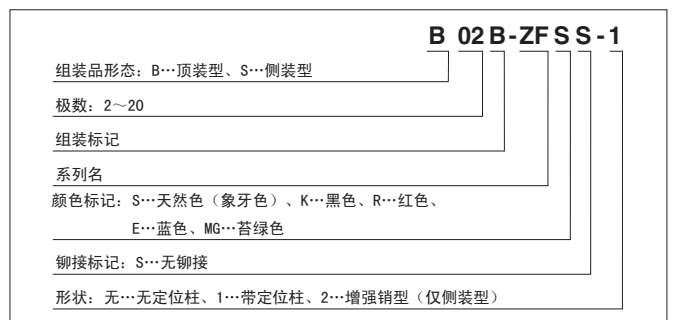 B 02 B-ZF S S-1
组装品形态：B…顶装型、S…侧装型
极数：2～20
组装标记
系列名
颜色标记：S…天然色（象牙色）、K…黑色、R…红色、
E…蓝色、MG…苔绿色
铆接标记：S…无铆接
形状：无…无定位柱、1…带定位柱、2…增强销型（仅侧装型）